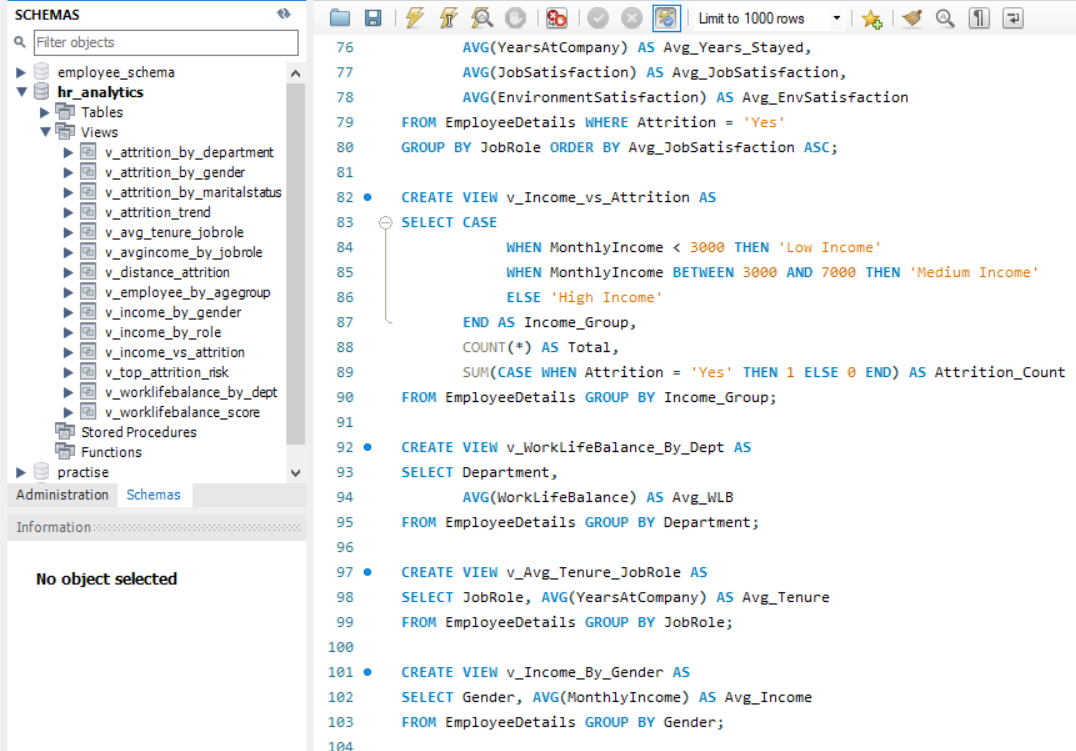 SCHEMAS
Filter objects
employee_schema
hr_analytics
Tables
Views
v_attrition_by_department
v_attrition_by_gender
v_attrition_by_maritalstatus
v_attrition_trend
v_avg_tenure_jobrole
v_avgincome_by_jobrole
v_distance_attrition
v_employee_by_agegroup
v_income_by_gender
v_income_by_role
v_income_vs_attrition
v_top_attrition_risk
v_worklifebalance_by_dept
v_worklifebalance_score
Stored Procedures
Functions
practise
Administration Schemas
Information
No object selected
Limit to 1000 rows
76 AVG(YearsAtCompany) AS Avg_Years_Stayed,
77 AVG(JobSatisfaction) AS Avg_JobSatisfaction,
78 AVG(EnvironmentSatisfaction) AS Avg_EnvSatisfaction
79 FROM EmployeeDetails WHERE Attrition = 'Yes'
80 GROUP BY JobRole ORDER BY Avg_JobSatisfaction ASC;
81
82 CREATE VIEW v_Income_vs_Attrition AS
83 SELECT CASE
84 WHEN MonthlyIncome < 3000 THEN 'Low Income'
85 WHEN MonthlyIncome BETWEEN 3000 AND 7000 THEN 'Medium Income'
86 ELSE 'High Income'
87 END AS Income_Group,
88 COUNT(*) AS Total,
89 SUM(CASE WHEN Attrition = 'Yes' THEN 1 ELSE 0 END) AS Attrition_Count
90 FROM EmployeeDetails GROUP BY Income_Group;
91
92 CREATE VIEW v_WorkLifeBalance_By_Dept AS
93 SELECT Department,
94 AVG(WorkLifeBalance) AS Avg_WLB
95 FROM EmployeeDetails GROUP BY Department;
96
97 CREATE VIEW v_Avg_Tenure_JobRole AS
98 SELECT JobRole, AVG(YearsAtCompany) AS Avg_Tenure
99 FROM EmployeeDetails GROUP BY JobRole;
100
101 CREATE VIEW v_Income_By_Gender AS
102 SELECT Gender, AVG(MonthlyIncome) AS Avg_Income
103 FROM EmployeeDetails GROUP BY Gender;
104